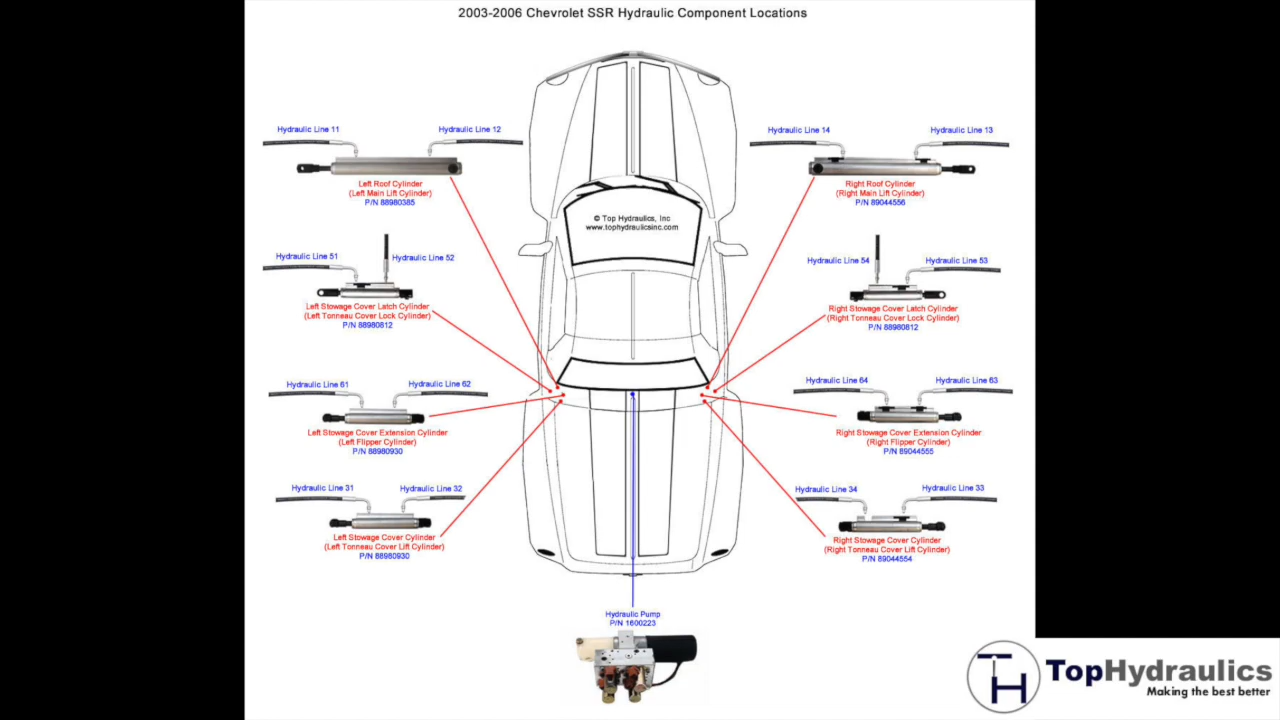 2003-2006 Chevrolet SSR Hydraulic Component Locations
Hydraulic Line 11
Hydraulic Line 12
Left Roof Cylinder
(Left Main Lift Cylinder)
P/N 88980385
Hydraulic Line 14
Hydraulic Line 13
Right Roof Cylinder
(Right Main Lift Cylinder)
P/N 89044556
© Top Hydraulics, Inc
www.tophydraulicsinc.com
Hydraulic Line 51
Hydraulic Line 52
Left Stowage Cover Latch Cylinder
(Left Tonneau Cover Lock Cylinder)
P/N 88980812
Hydraulic Line 54
Hydraulic Line 53
Right Stowage Cover Latch Cylinder
(Right Tonneau Cover Lock Cylinder)
P/N 88980812
Hydraulic Line 61
Hydraulic Line 62
Left Stowage Cover Extension Cylinder
(Left Flipper Cylinder)
P/N 88980930
Hydraulic Line 64
Hydraulic Line 63
Right Stowage Cover Extension Cylinder
(Right Flipper Cylinder)
P/N 89044555
Hydraulic Line 31
Hydraulic Line 32
Left Stowage Cover Cylinder
(Left Tonneau Cover Lift Cylinder)
P/N 88980930
Hydraulic Line 34
Hydraulic Line 33
Right Stowage Cover Cylinder
(Right Tonneau Cover Lift Cylinder)
P/N 89044554
Hydraulic Pump
P/N 1600223
TH
TopHydraulics
Making the best better